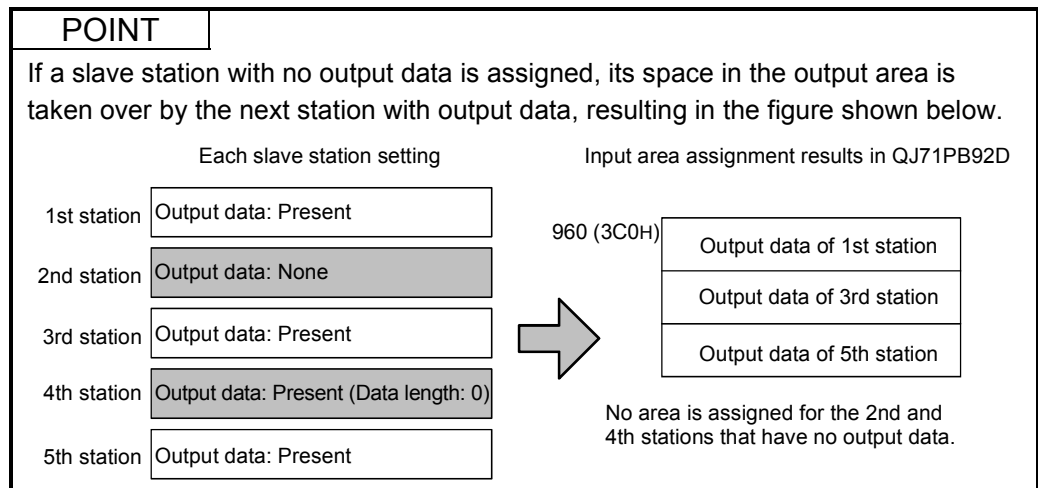 POINT
If a slave station with no output data is assigned, its space in the output area is
taken over by the next station with output data, resulting in the figure shown below.
Each slave station setting
Input area assignment results in QJ71PB92D
1st station Output data: Present
2nd station Output data: None
3rd station Output data: Present
4th station Output data: Present (Data length: 0)
5th station Output data: Present
960 (3C0H)
Output data of 1st station
Output data of 3rd station
Output data of 5th station
No area is assigned for the 2nd and
4th stations that have no output data.